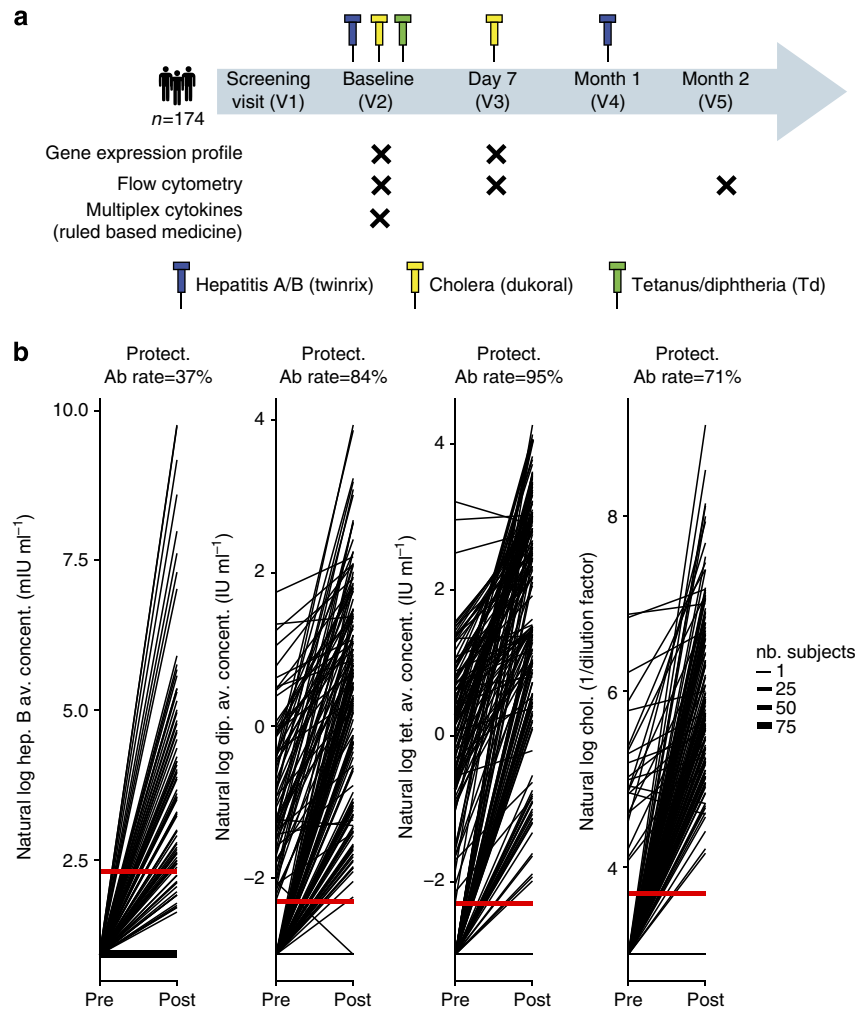 a
Screening
visit (V1)
Baseline
(V2)
Day 7
(V3)
Month 1
(V4)
Month 2
(V5)
n=174
Gene expression profile
Flow cytometry
Multiplex cytokines
(ruled based medicine)
Hepatitis A/B (twinrix)
Cholera (dukoral)
Tetanus/diphtheria (Td)
b
Protect.
Ab rate=37%
Natural log hep. B av. concent. (mIU ml⁻¹)
10.0
7.5
5.0
2.5
Pre
Post
Protect.
Ab rate=84%
Natural log dip. av. concent. (IU ml⁻¹)
4
2
0
−2
Pre
Post
Protect.
Ab rate=95%
Natural log tet. av. concent. (IU ml⁻¹)
4
2
0
−2
Pre
Post
Protect.
Ab rate=71%
Natural log chol. (1/dilution factor)
8
6
4
Pre
Post
nb. subjects
1
25
50
75